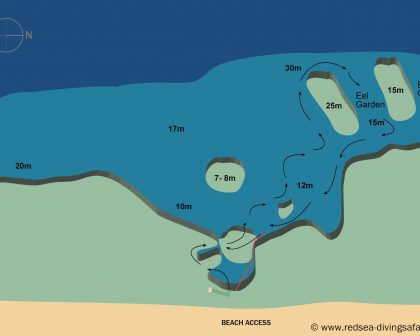 N
30m
15m
E
Eel
Garden
25m
15m
17m
20m
7-8m
12m
10m
BEACH ACCESS
© www.redsea-divingsafa